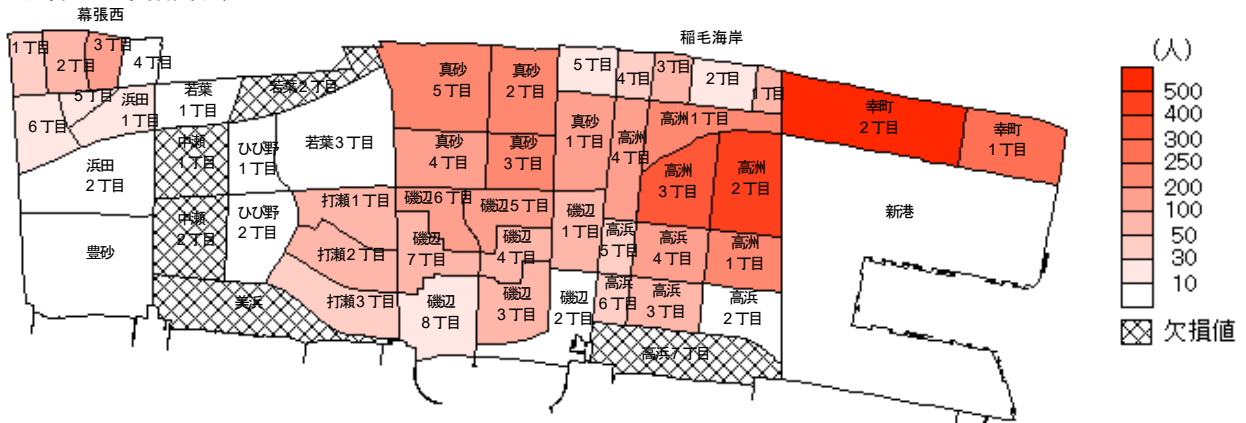 幕張西
1丁目
2丁目
3丁目
4丁目
5丁目
6丁目
浜田
1丁目
浜田
2丁目
豊砂
若葉
1丁目
若葉2丁目
若葉3丁目
中瀬
1丁目
中瀬
2丁目
ひび野
1丁目
ひび野
2丁目
美浜
打瀬1丁目
打瀬2丁目
打瀬3丁目
真砂
5丁目
真砂
2丁目
真砂
4丁目
真砂
3丁目
真砂
1丁目
磯辺6丁目
磯辺5丁目
磯辺
7丁目
磯辺
4丁目
磯辺
1丁目
磯辺
8丁目
磯辺
3丁目
磯辺
2丁目
稲毛海岸
5丁目
4丁目
3丁目
2丁目
1丁目
高洲1丁目
高洲
4丁目
高洲
3丁目
高洲
2丁目
高浜
5丁目
高浜
4丁目
高洲
1丁目
高浜
6丁目
高浜
3丁目
高浜
2丁目
高浜7丁目
幸町
2丁目
幸町
1丁目
新港
(人)
500
400
300
250
200
100
50
30
10
欠損値